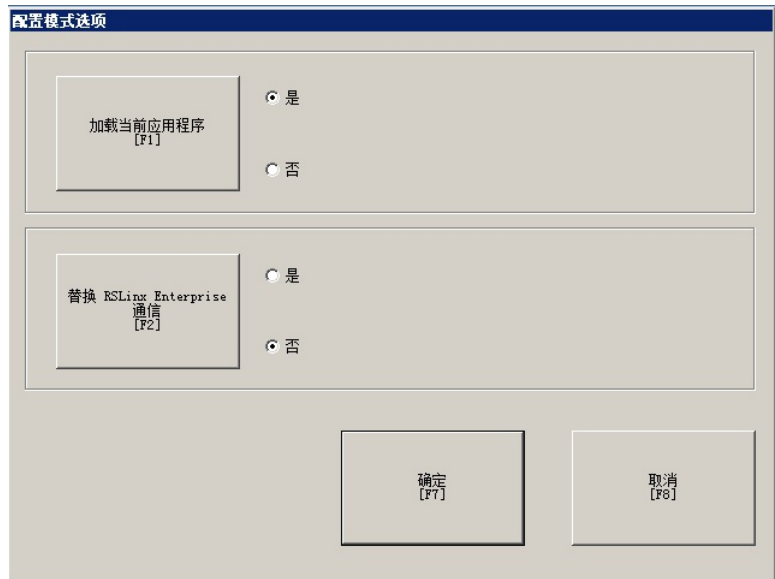 配置模式选项
加载当前应用程序
[F1]
是
否
替换 RSLinx Enterprise
通信
[F2]
是
否
确定
[F7]
取消
[F8]